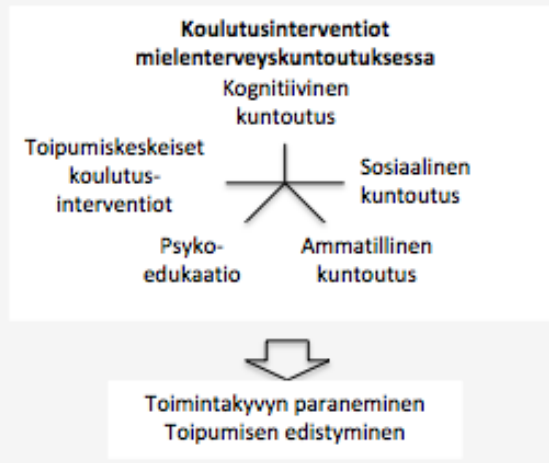 Koulutusinterventiot
mielenterveyskuntoutuksessa
Kognitiivinen
kuntoutus
Toipumiskeskeiset
koulutus-
interventiot
Sosiaalinen
kuntoutus
Psyko-
edukaatio
Ammatillinen
kuntoutus
Toimintakyvyn paraneminen
Toipumisen edistyminen